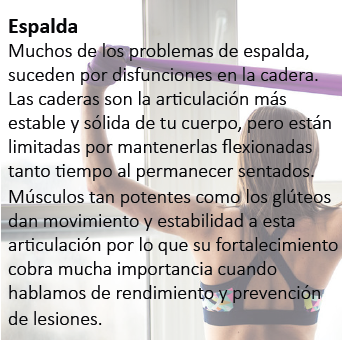 Espalda
Muchos de los problemas de espalda,
suceden por disfunciones en la cadera.
Las caderas son la articulación más
estable y sólida de tu cuerpo, pero están
limitadas por mantenerlas flexionadas
tanto tiempo al permanecer sentados.
Músculos tan potentes como los glúteos
dan movimiento y estabilidad a esta
articulación por lo que su fortalecimiento
cobra mucha importancia cuando
hablamos de rendimiento y prevención
de lesiones.